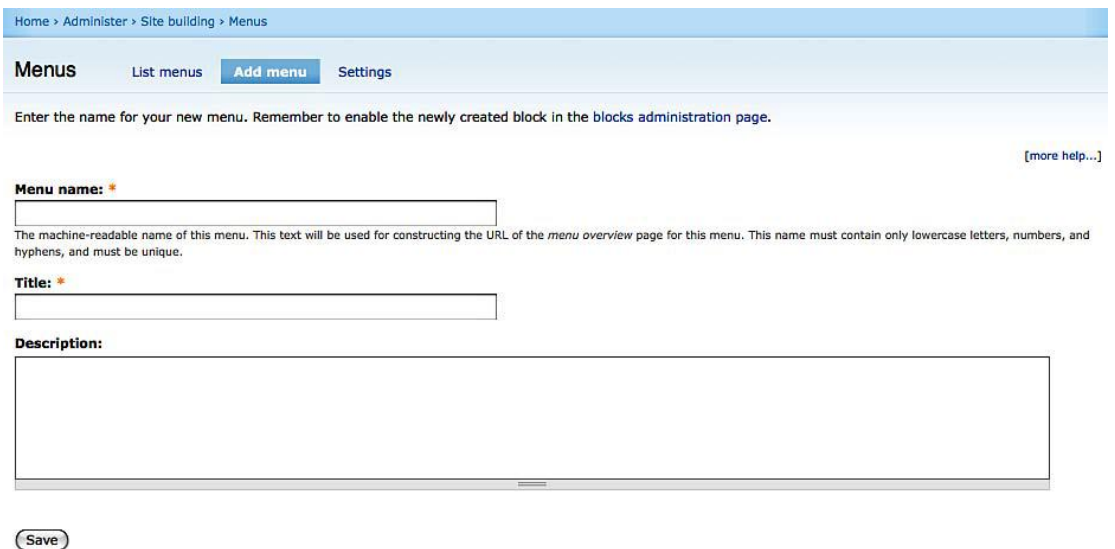 Home › Administer › Site building › Menus
Menus List menus Add menu Settings
Enter the name for your new menu. Remember to enable the newly created block in the blocks administration page.
[more help...]
Menu name: *
The machine-readable name of this menu. This text will be used for constructing the URL of the menu overview page for this menu. This name must contain only lowercase letters, numbers, and
hyphens, and must be unique.
Title: *
Description:
Save